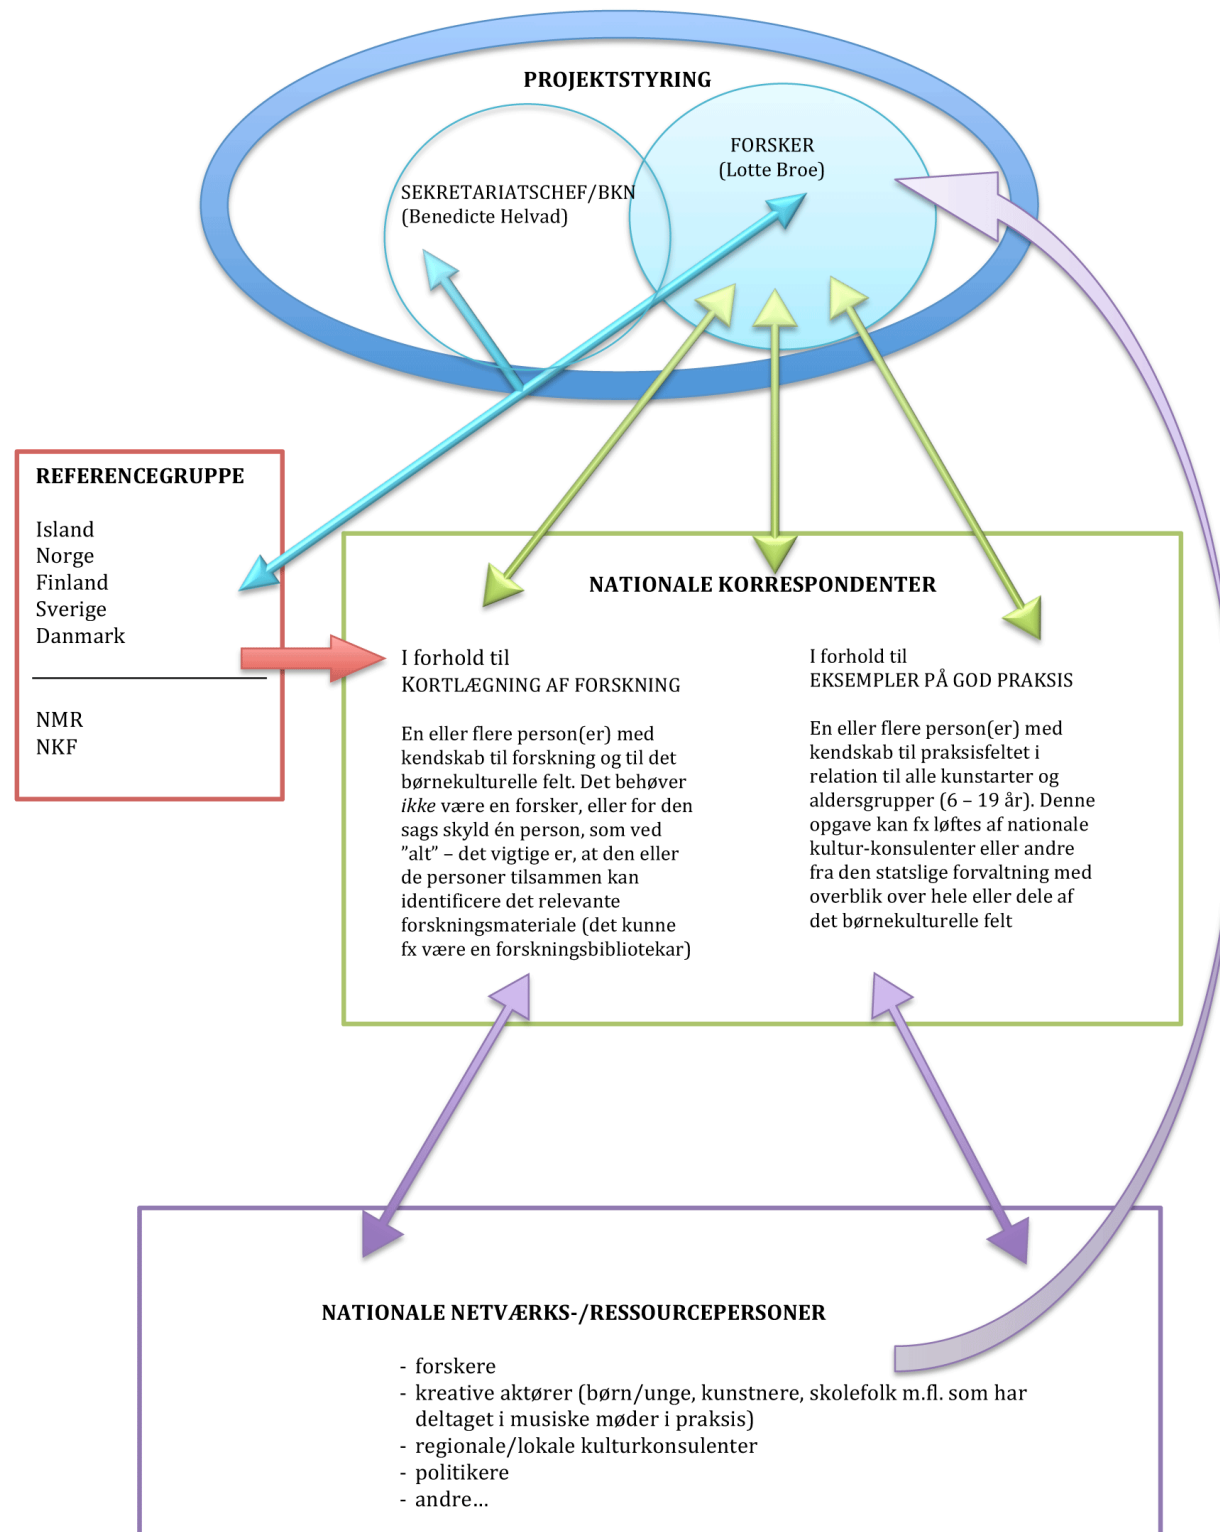 PROJEKTSTYRING
FORSKER
(Lotte Broe)
SEKRETARIATSCHEF/BKN
(Benedicte Helvad)
REFERENCEGRUPPE
Island
Norge
Finland
Sverige
Danmark
NMR
NKF
NATIONALE KORRESPONDENTER
I forhold til
KORTLÆGNING AF FORSKNING
En eller flere person(er) med
kendskab til forskning og til det
børnekulturelle felt. Det behøver
ikke være en forsker, eller for den
sags skyld én person, som ved
”alt” – det vigtige er, at den eller
de personer tilsammen kan
identificere det relevante
forskningsmateriale (det kunne
fx være en forskningsbibliotekar)
I forhold til
EKSEMPLER PÅ GOD PRAKSIS
En eller flere person(er) med
kendskab til praksisfeltet i
relation til alle kunstarter og
aldersgrupper (6 – 19 år). Denne
opgave kan fx løftes af nationale
kultur-konsulenter eller andre
fra den statslige forvaltning med
overblik over hele eller dele af
det børnekulturelle felt
NATIONALE NETVÆRKS-/RESSOURCEPERSONER
- forskere
- kreative aktører (børn/unge, kunstnere, skolefolk m.fl. som har
deltaget i musiske møder i praksis)
- regionale/lokale kulturkonsulenter
- politikere
- andre…